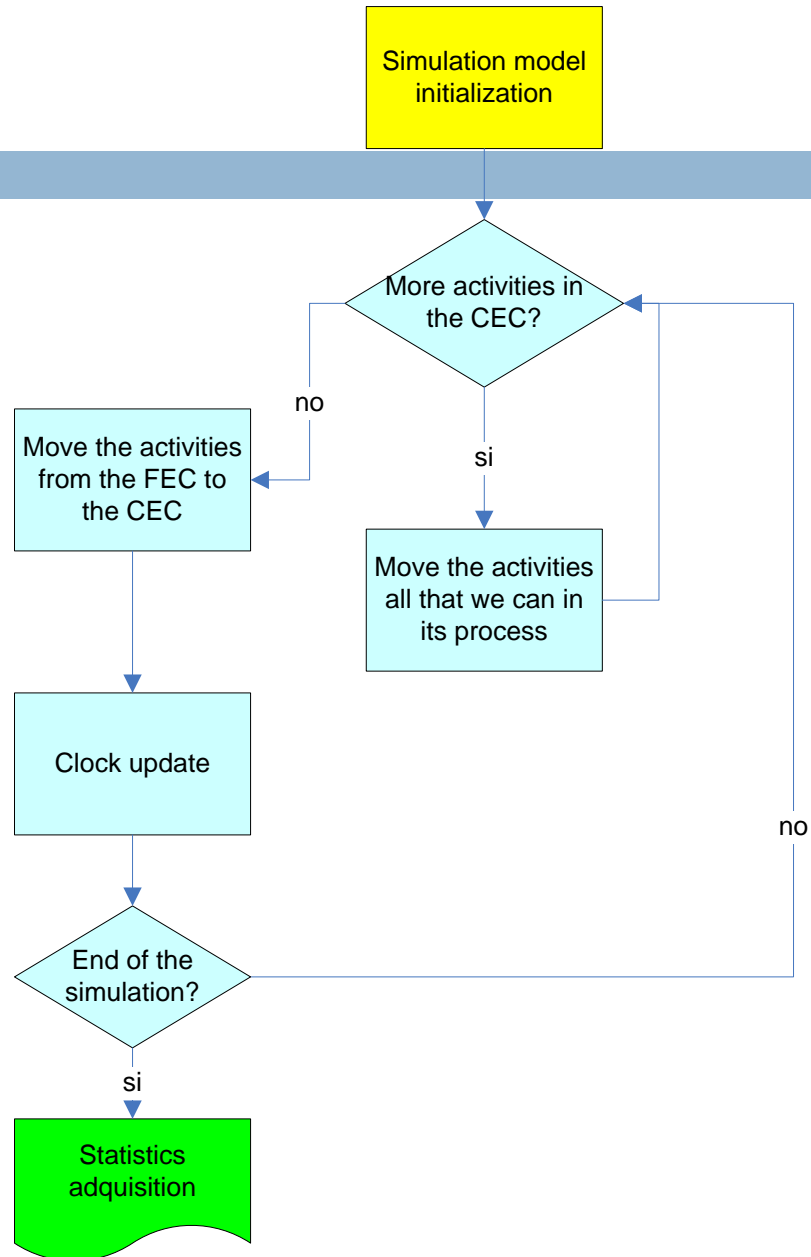 Simulation model
initialization
More activities in
the CEC?
no
si
Move the activities
from the FEC to
the CEC
Move the activities
all that we can in
its process
Clock update
no
End of the
simulation?
si
Statistics
adquisition